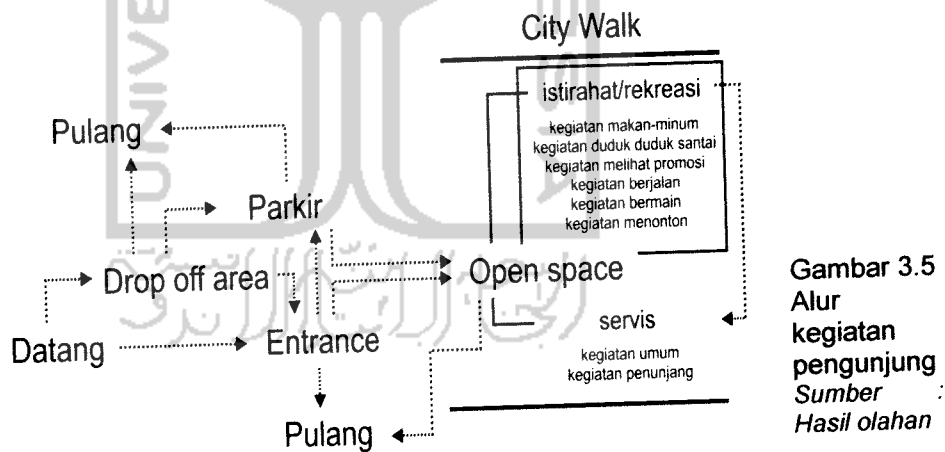 City Walk
istirahat/rekreasi
kegiatan makan-minum
kegiatan duduk duduk santai
kegiatan melihat promosi
kegiatan berjalan
kegiatan bermain
kegiatan menonton
Pulang
Parkir
Drop off area
Open space
Datang
Entrance
servis
kegiatan umum
kegiatan penunjang
Pulang
Gambar 3.5
Alur
kegiatan
pengunjung
Sumber :
Hasil olahan